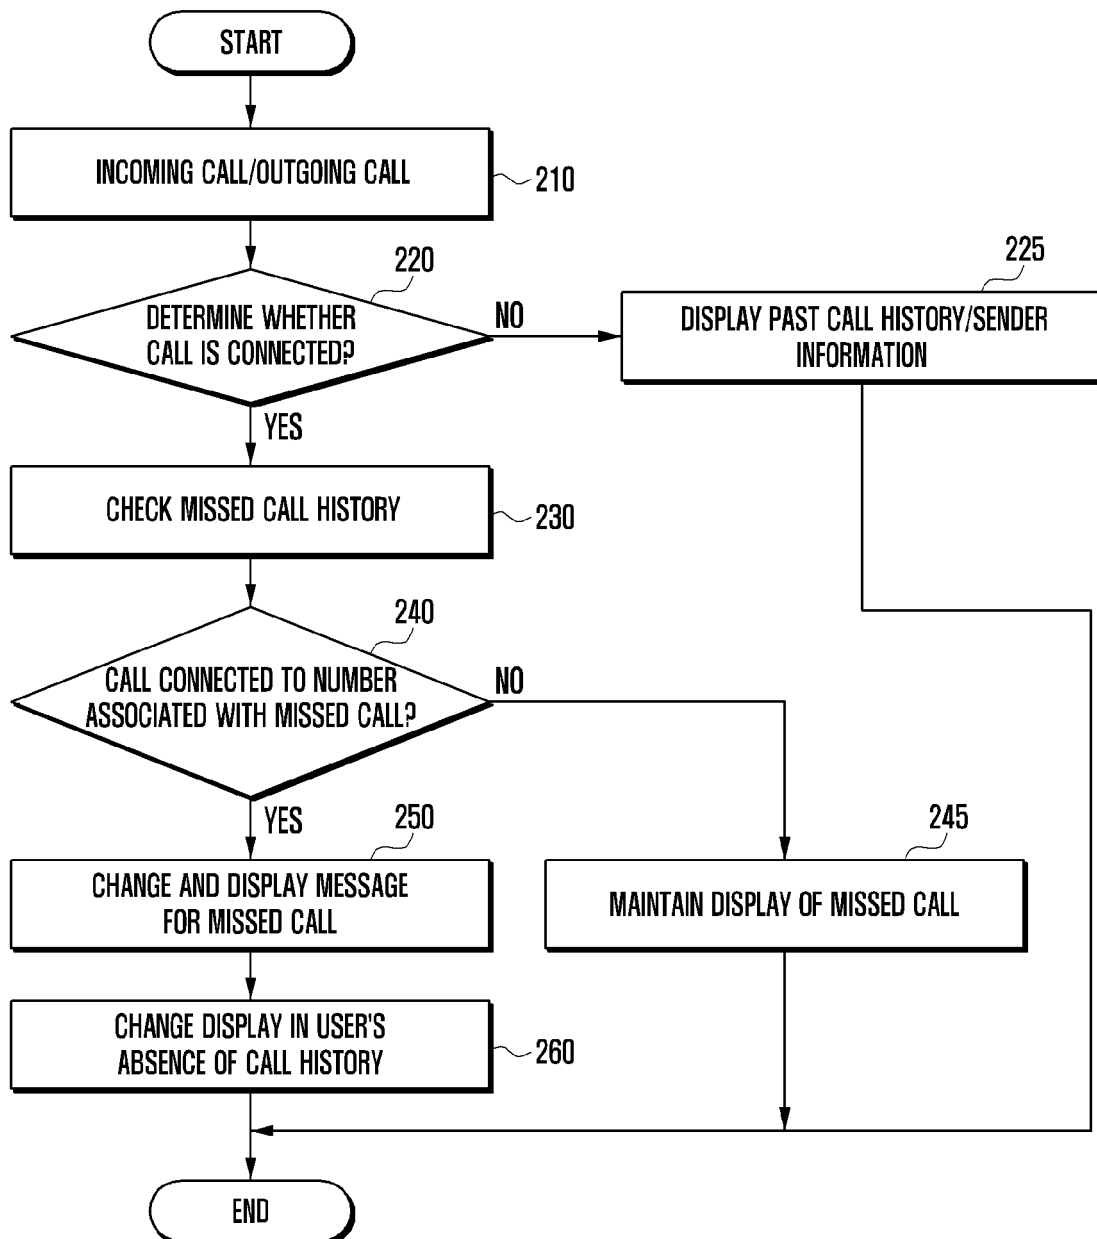 START
INCOMING CALL/OUTGOING CALL
210
220
DETERMINE WHETHER
CALL IS CONNECTED?
NO
225
DISPLAY PAST CALL HISTORY/SENDER
INFORMATION
YES
CHECK MISSED CALL HISTORY
230
240
CALL CONNECTED TO NUMBER
ASSOCIATED WITH MISSED CALL?
NO
YES
250
CHANGE AND DISPLAY MESSAGE
FOR MISSED CALL
245
MAINTAIN DISPLAY OF MISSED CALL
CHANGE DISPLAY IN USER'S
ABSENCE OF CALL HISTORY
260
END